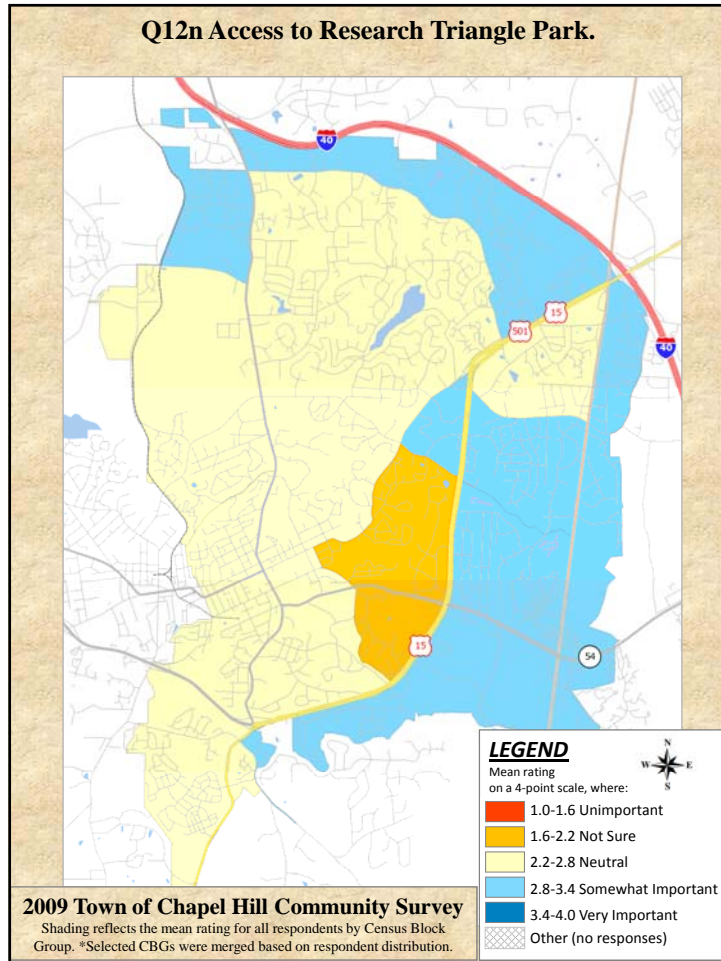 Q12n Access to Research Triangle Park.
40
15
501
40
15
54
LEGEND
N
W E
S
Mean rating
on a 4-point scale, where:
1.0-1.6 Unimportant
1.6-2.2 Not Sure
2.2-2.8 Neutral
2.8-3.4 Somewhat Important
3.4-4.0 Very Important
Other (no responses)
2009 Town of Chapel Hill Community Survey
Shading reflects the mean rating for all respondents by Census Block
Group. *Selected CBGs were merged based on respondent distribution.